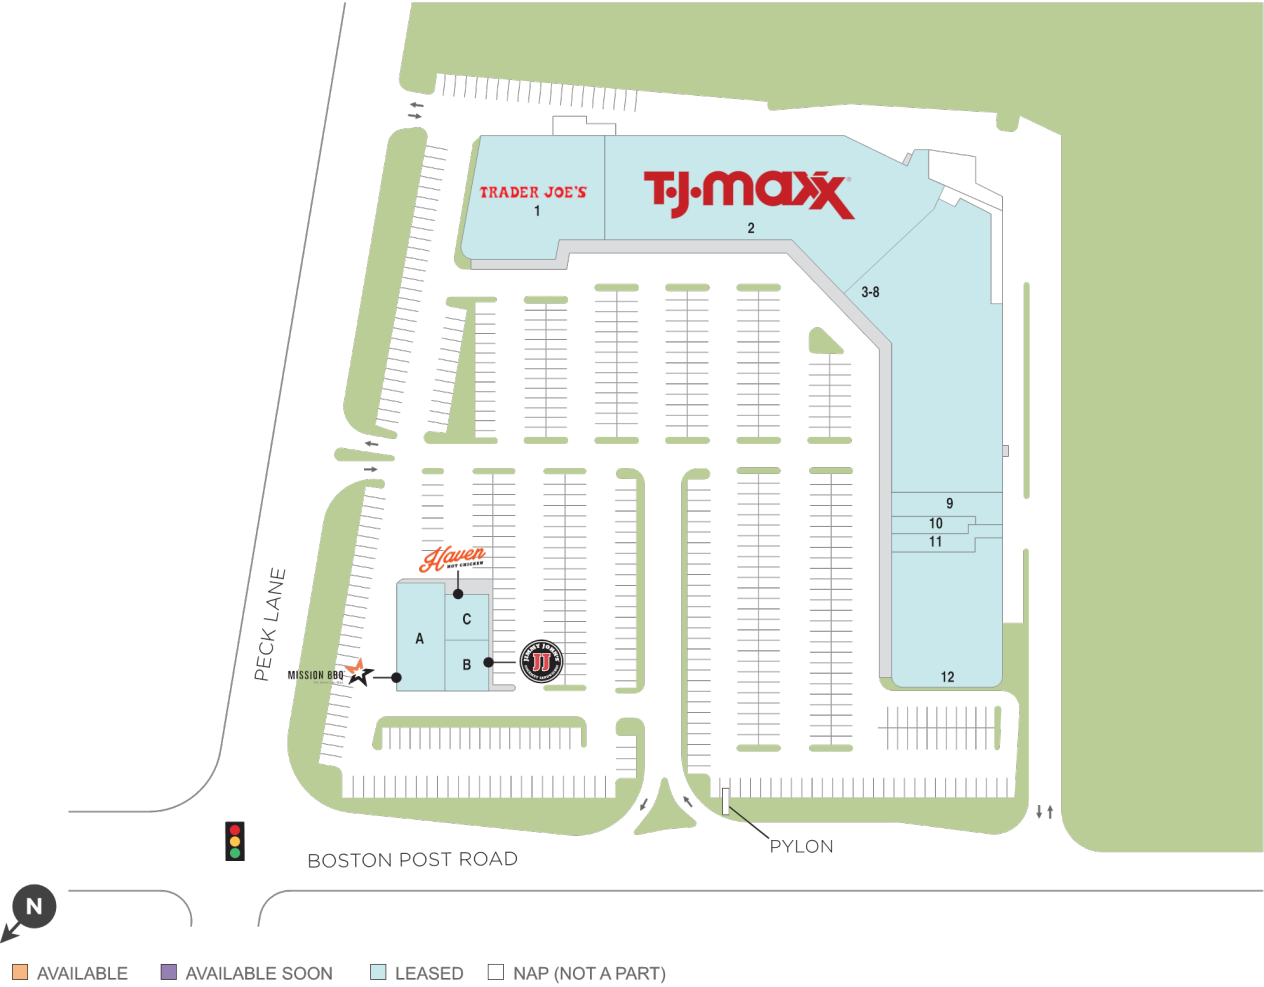 TRADER JOE'S
1
T·J·maxx
2
3-8
9
10
11
12
Haven
HOT CHICKEN
A
C
B
JIMMY JOHN'S
JJ
MISSION BBQ
PECK LANE
PYLON
BOSTON POST ROAD
N
AVAILABLE
AVAILABLE SOON
LEASED
NAP (NOT A PART)